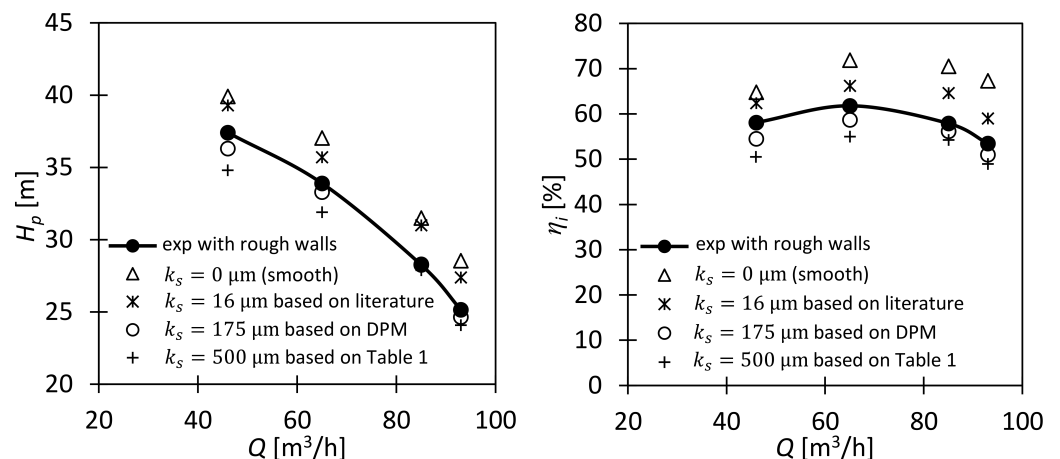 45
40
35
30
25
20
H_p [m]
exp with rough walls
k_s = 0 μm (smooth)
k_s = 16 μm based on literature
k_s = 175 μm based on DPM
k_s = 500 μm based on Table 1
20 40 60 80 100
Q [m³/h]
80
70
60
50
40
30
20
10
0
η_i [%]
exp with rough walls
k_s = 0 μm (smooth)
k_s = 16 μm based on literature
k_s = 175 μm based on DPM
k_s = 500 μm based on Table 1
20 40 60 80 100
Q [m³/h]